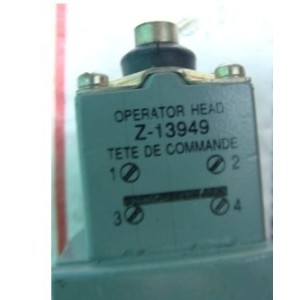 OPERATOR HEAD
Z-13949
TETE DE COMMANDE
1 2
3 4